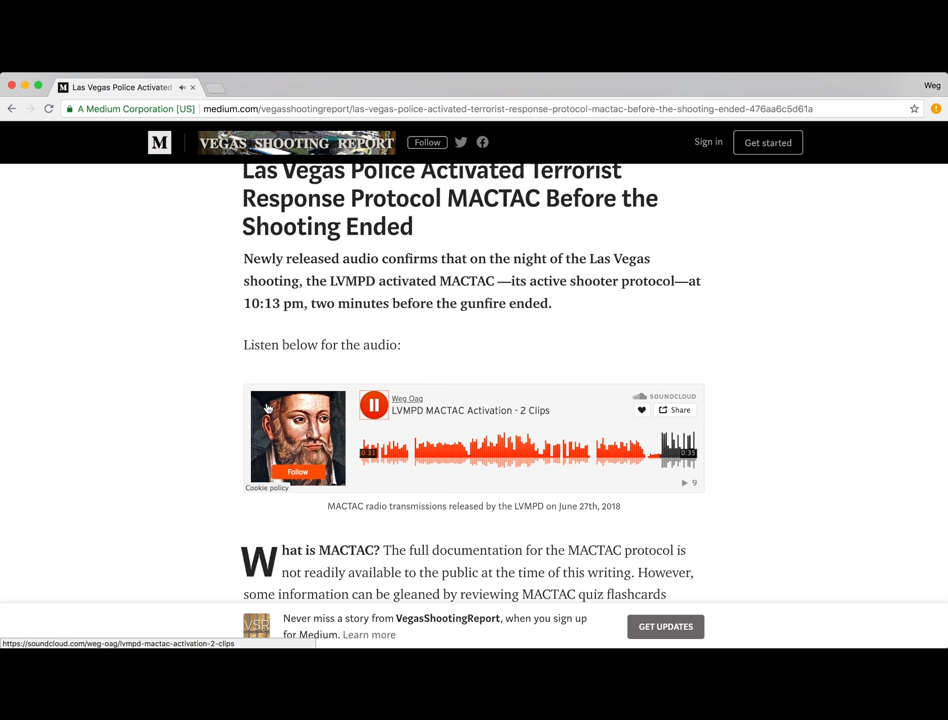 Las Vegas Police Activated
Weg
A Medium Corporation [US]
medium.com/vegasshootingreport/las-vegas-police-activated-terrorist-response-protocol-mactac-before-the-shooting-ended-476aa6c5d61a
M
VEGAS SHOOTING REPORT
Follow
Sign in
Get started
Las Vegas Police Activated Terrorist
Response Protocol MACTAC Before the
Shooting Ended
Newly released audio confirms that on the night of the Las Vegas
shooting, the LVMPD activated MACTAC —its active shooter protocol—at
10:13 pm, two minutes before the gunfire ended.
Listen below for the audio:
Weg Oag
LVMPD MACTAC Activation - 2 Clips
SOUNDCLOUD
Share
0:31
0:35
Follow
Cookie policy
9
MACTAC radio transmissions released by the LVMPD on June 27th, 2018
What is MACTAC? The full documentation for the MACTAC protocol is
not readily available to the public at the time of this writing. However,
some information can be gleaned by reviewing MACTAC quiz flashcards
VSR
Never miss a story from VegasShootingReport, when you sign up
for Medium. Learn more
GET UPDATES
https://soundcloud.com/weg-oag/lvmpd-mactac-activation-2-clips